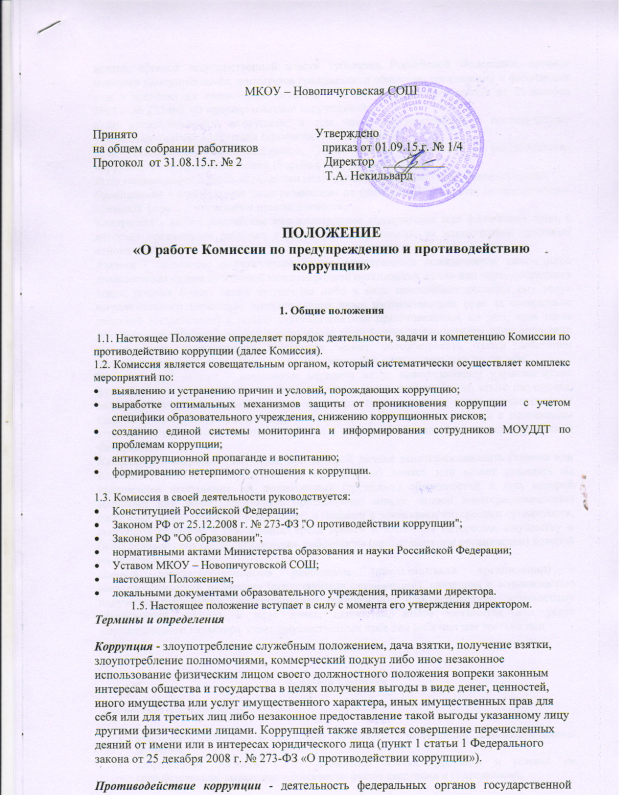 МКОУ – Новопичуговская СОШ
Принято Утверждено
на общем собрании работников приказ от 01.09.15.г. № 1/4
Протокол от 31.08.15.г. № 2 Директор
Т.А. Некильвард
ПОЛОЖЕНИЕ
«О работе Комиссии по предупреждению и противодействию
коррупции»
1. Общие положения
1.1. Настоящее Положение определяет порядок деятельности, задачи и компетенцию Комиссии по
противодействию коррупции (далее Комиссия).
1.2. Комиссия является совещательным органом, который систематически осуществляет комплекс
мероприятий по:
• выявлению и устранению причин и условий, порождающих коррупцию;
• выработке оптимальных механизмов защиты от проникновения коррупции с учетом
специфики образовательного учреждения, снижению коррупционных рисков;
• созданию единой системы мониторинга и информирования сотрудников МОУДДТ по
проблемам коррупции;
• антикоррупционной пропаганде и воспитанию;
• формированию нетерпимого отношения к коррупции.
1.3. Комиссия в своей деятельности руководствуется:
• Конституцией Российской Федерации;
• Законом РФ от 25.12.2008 г. № 273-ФЗ "О противодействии коррупции";
• Законом РФ "Об образовании";
• нормативными актами Министерства образования и науки Российской Федерации;
• Уставом МКОУ – Новопичуговской СОШ;
• настоящим Положением;
• локальными документами образовательного учреждения, приказами директора.
1.5. Настоящее положение вступает в силу с момента его утверждения директором.
Термины и определения
Коррупция - злоупотребление служебным положением, дача взятки, получение взятки,
злоупотребление полномочиями, коммерческий подкуп либо иное незаконное
использование физическим лицом своего должностного положения вопреки законным
интересам общества и государства в целях получения выгоды в виде денег, ценностей,
иного имущества или услуг имущественного характера, иных имущественных прав для
себя или для третьих лиц либо незаконное предоставление такой выгоды указанному лицу
другими физическими лицами. Коррупцией также является совершение перечисленных
деяний от имени или в интересах юридического лица (пункт 1 статьи 1 Федерального
закона от 25 декабря 2008 г. № 273-ФЗ «О противодействии коррупции»).
Противодействие коррупции - деятельность федеральных органов государственной